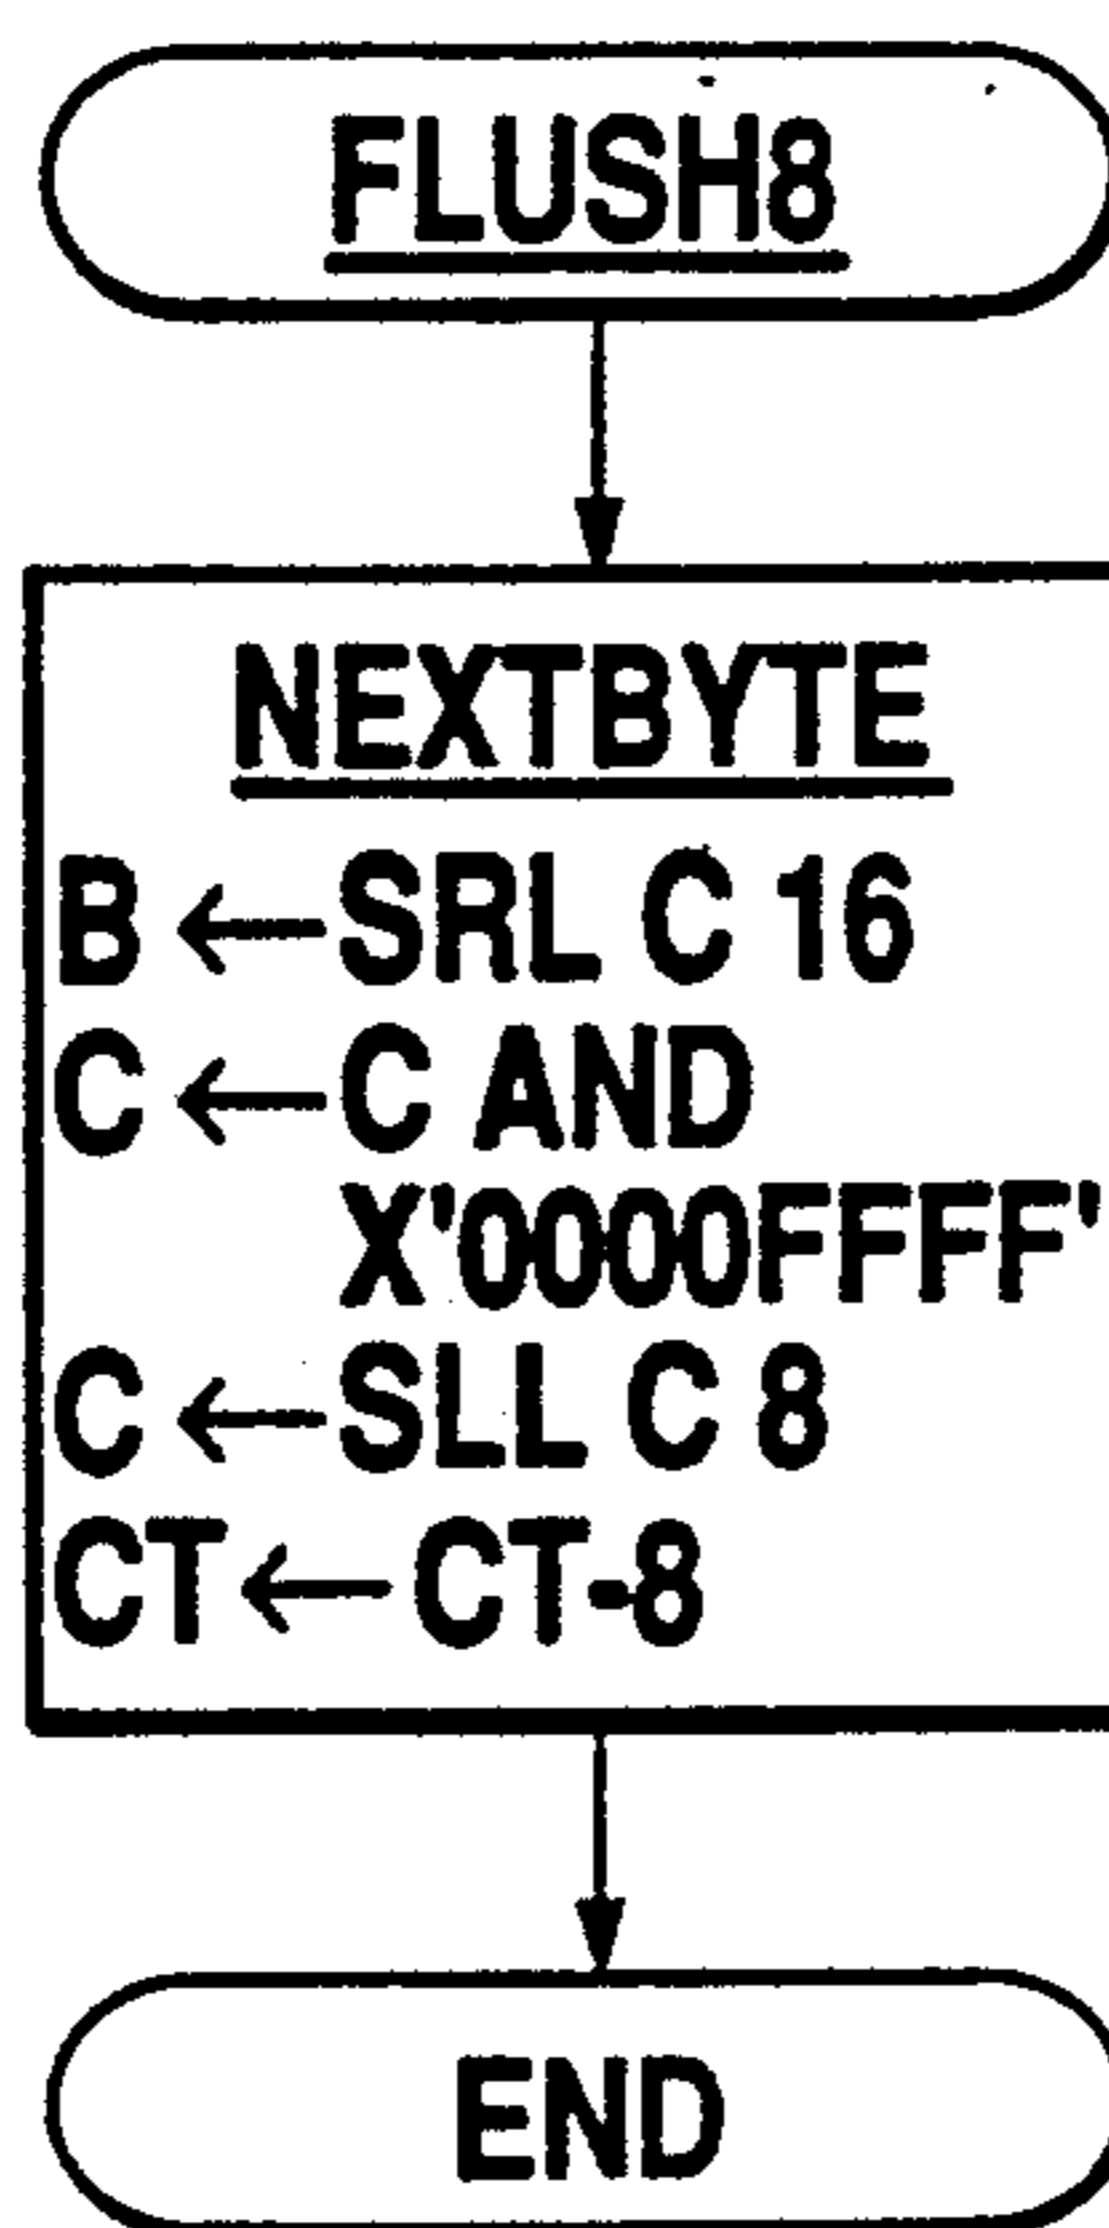 FLUSH8
NEXTBYTE
B ← SRL C 16
C ← C AND
X'0000FFFF'
C ← SLL C 8
CT ← CT-8
END